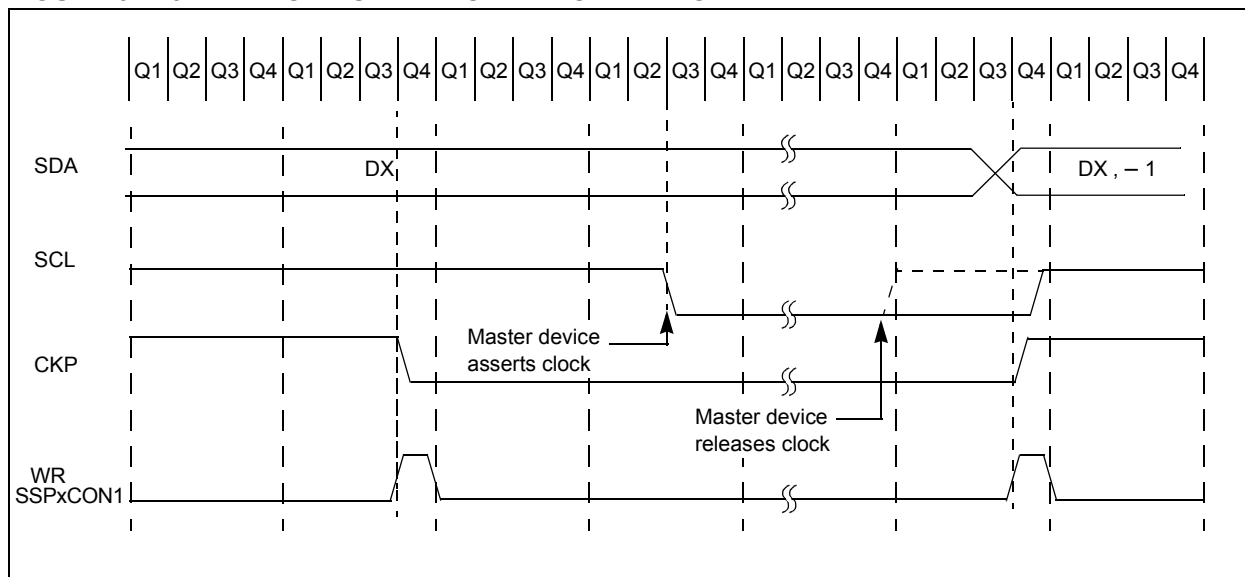 Q1 Q2 Q3 Q4 Q1 Q2 Q3 Q4 Q1 Q2 Q3 Q4 Q1 Q2 Q3 Q4 Q1 Q2 Q3 Q4 Q1 Q2 Q3 Q4 Q1 Q2 Q3 Q4
SDA
DX
DX , – 1
SCL
Master device
asserts clock
CKP
Master device
releases clock
WR
SSPxCON1